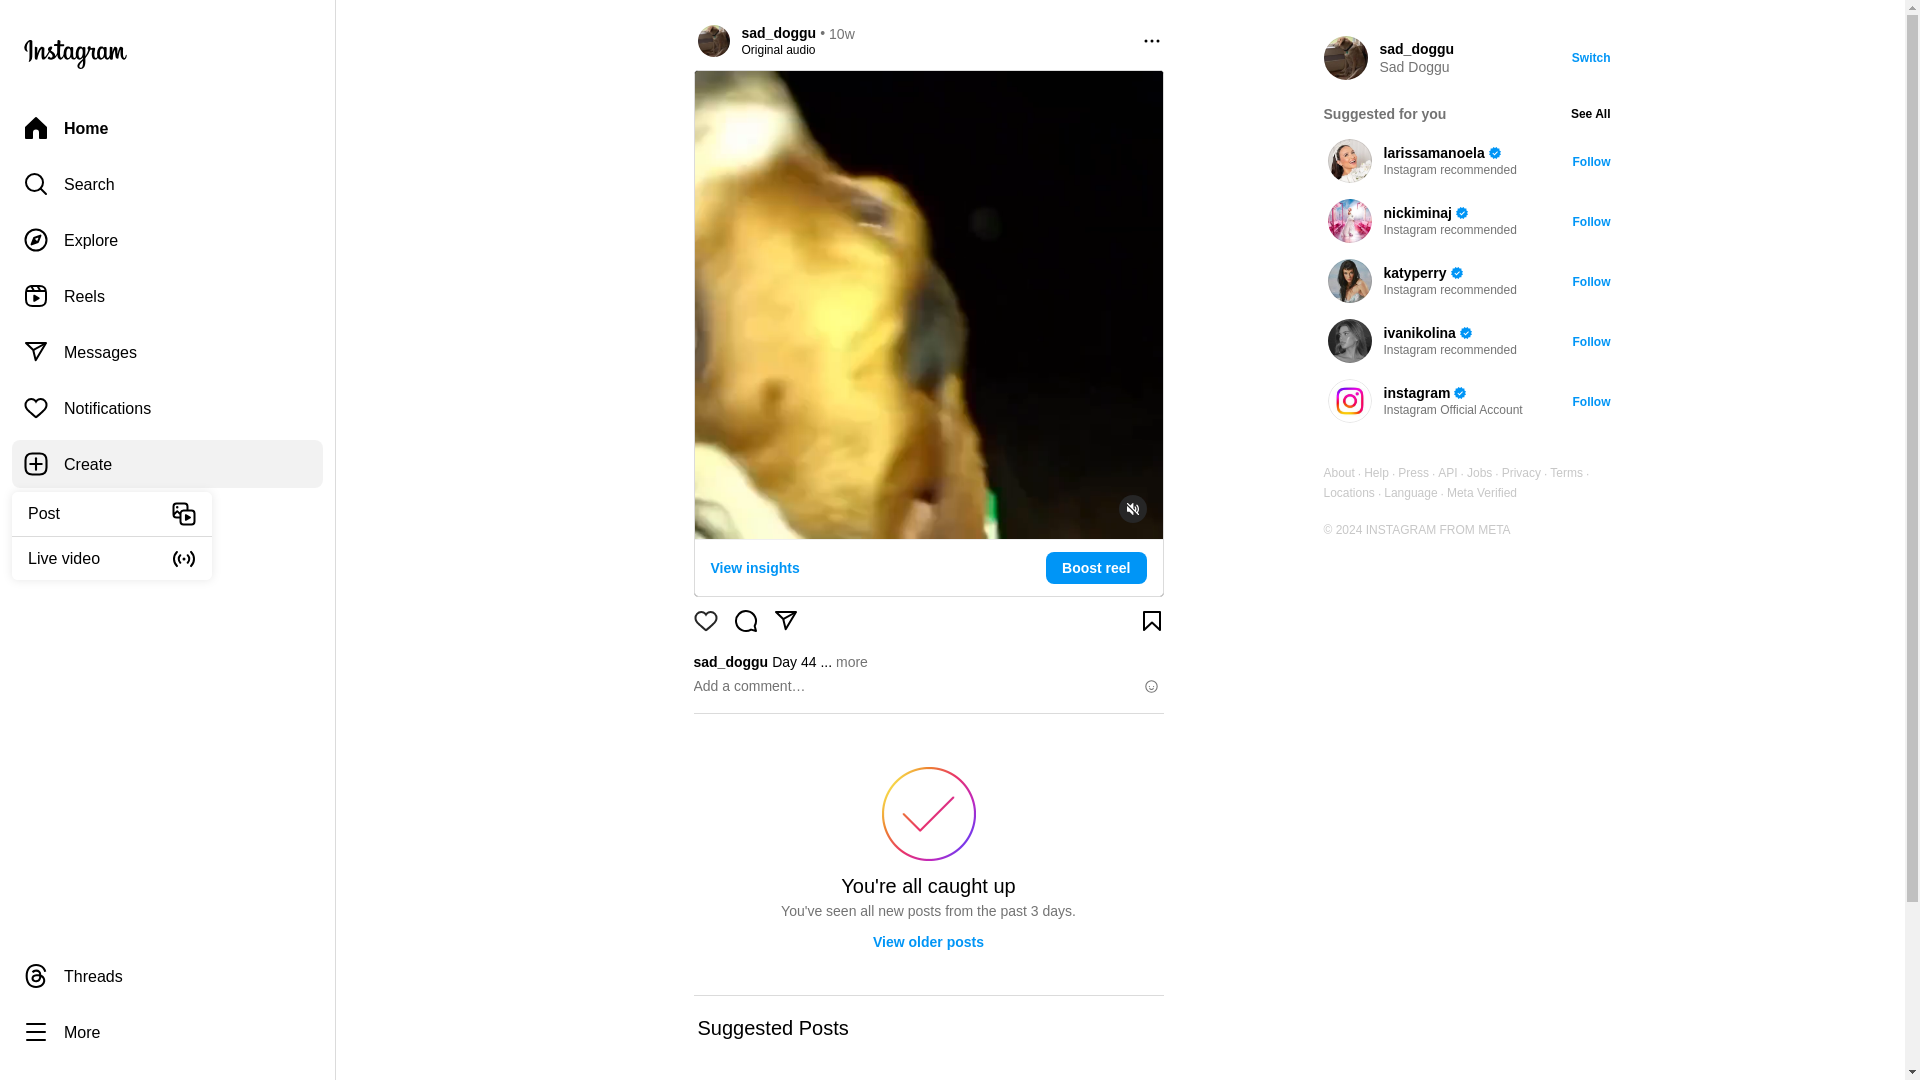 Instagram
Home
Search
Explore
Reels
Messages
Notifications
Create
Post
Live video
Threads
More
sad_doggu • 10w
Original audio
View insights
Boost reel
sad_doggu Day 44 ... more
Add a comment…
You're all caught up
You've seen all new posts from the past 3 days.
View older posts
Suggested Posts
sad_doggu
Sad Doggu
Switch
Suggested for you
See All
larissamanoela
Instagram recommended
Follow
nickiminaj
Instagram recommended
Follow
katyperry
Instagram recommended
Follow
ivanikolina
Instagram recommended
Follow
instagram
Instagram Official Account
Follow
About · Help · Press · API · Jobs · Privacy · Terms ·
Locations · Language · Meta Verified
© 2024 INSTAGRAM FROM META